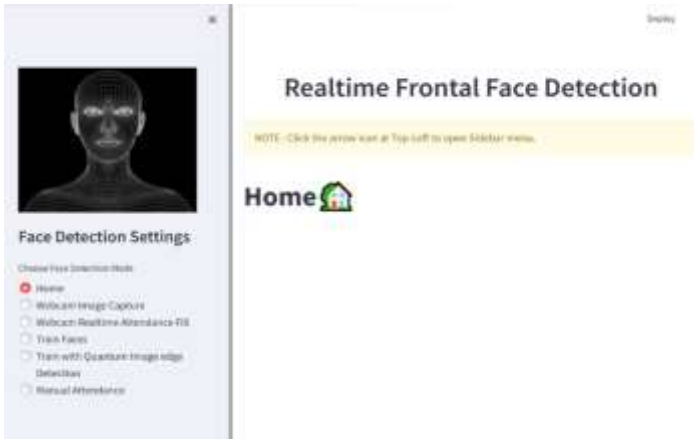 Deploy
Realtime Frontal Face Detection
NOTE - Click the arrow icon at Top-Left to open Sidebar menu.
Home
Face Detection Settings
Choose Face Detection Mode
Home
Webcam Image Capture
Webcam Realtime Attendance Fill
Train Faces
Train with Quantum Image edge
Detection
Manual Attendance